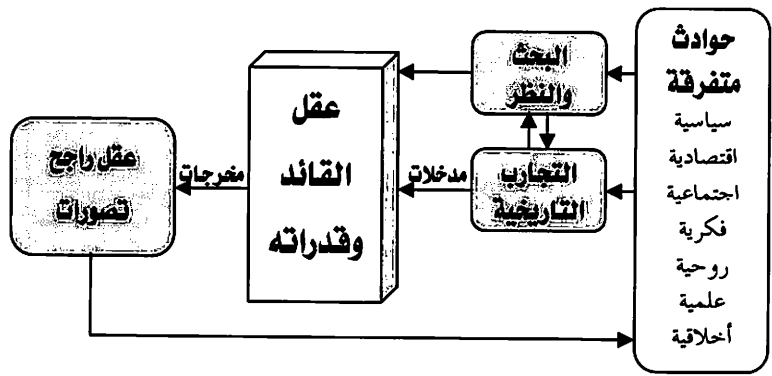 حوادث
متفرقة
سياسية
اقتصادية
اجتماعية
فكرية
روحية
علمية
أخلاقية
البحث
والنظر
التجارب
التاريخية
مدخلات
عقل
القائد
وقدراته
مخرجات
عقل راجح
تصورات